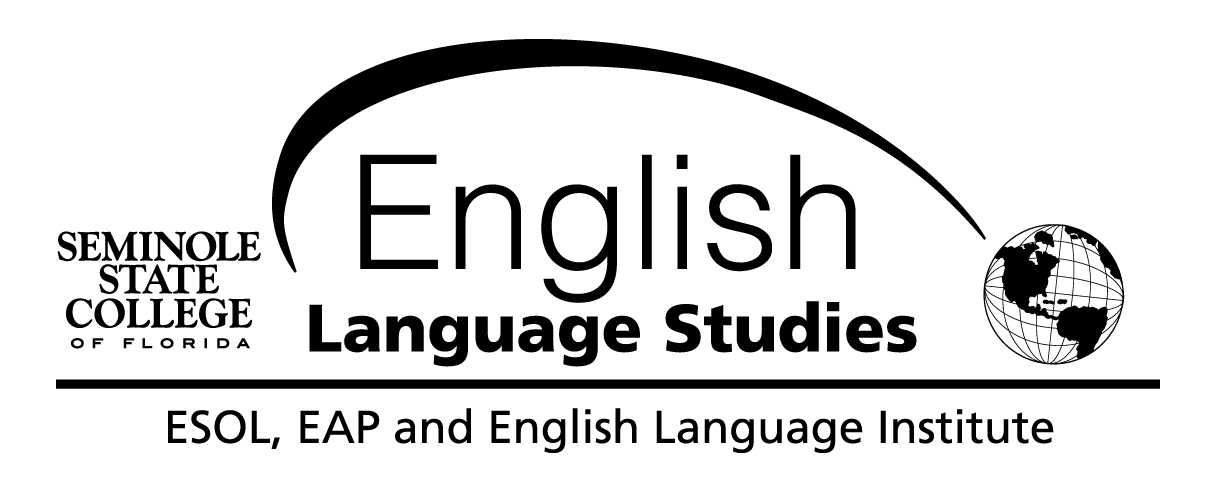 SEMINOLE
STATE
COLLEGE
OF FLORIDA
English
Language Studies
ESOL, EAP and English Language Institute